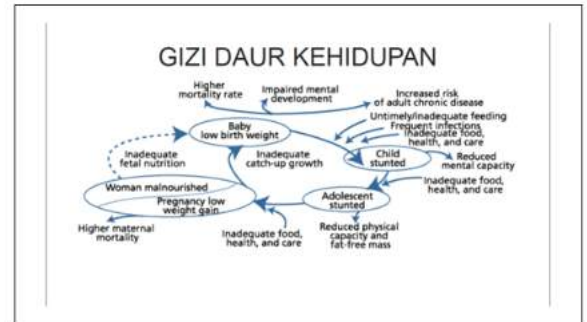 GIZI DAUR KEHIDUPAN
Higher
mortality rate
Impaired mental
development
Increased risk
of adult chronic disease
Untimely/inadequate feeding
Frequent infections
Inadequate food,
health, and care
Baby
low birth weight
Inadequate
fetal nutrition
Inadequate
catch-up growth
Child
stunted
Reduced
mental capacity
Woman malnourished
Pregnancy low
weight gain
Adolescent
stunted
Inadequate food,
health, and care
Higher maternal
mortality
Inadequate food,
health, and care
Reduced physical
capacity and
fat-free mass